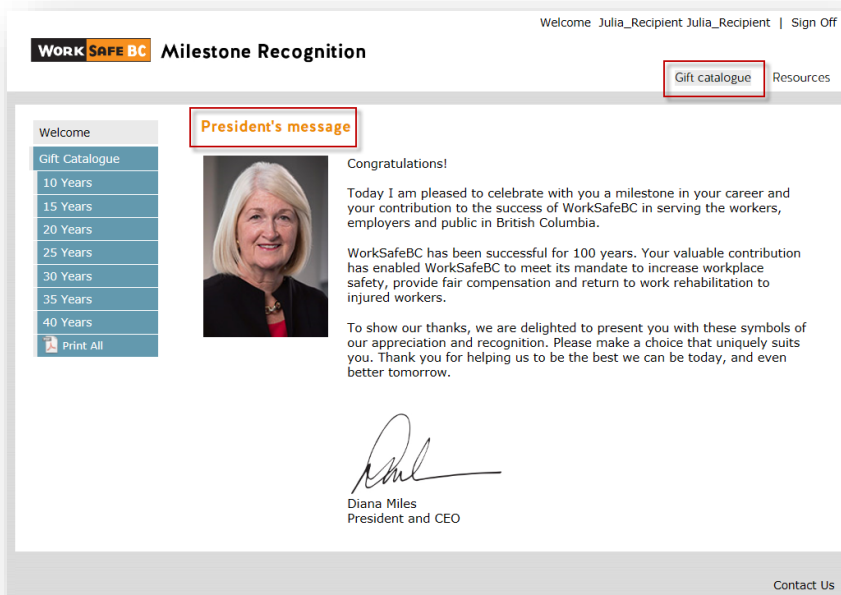 Welcome Julia_Recipient Julia_Recipient | Sign Off
WORK SAFE BC Milestone Recognition
Gift catalogue Resources
Welcome
Gift Catalogue
10 Years
15 Years
20 Years
25 Years
30 Years
35 Years
40 Years
Print All
President's message
Congratulations!
Today I am pleased to celebrate with you a milestone in your career and
your contribution to the success of WorkSafeBC in serving the workers,
employers and public in British Columbia.
WorkSafeBC has been successful for 100 years. Your valuable contribution
has enabled WorkSafeBC to meet its mandate to increase workplace
safety, provide fair compensation and return to work rehabilitation to
injured workers.
To show our thanks, we are delighted to present you with these symbols of
our appreciation and recognition. Please make a choice that uniquely suits
you. Thank you for helping us to be the best we can be today, and even
better tomorrow.
Diana Miles
President and CEO
Contact Us